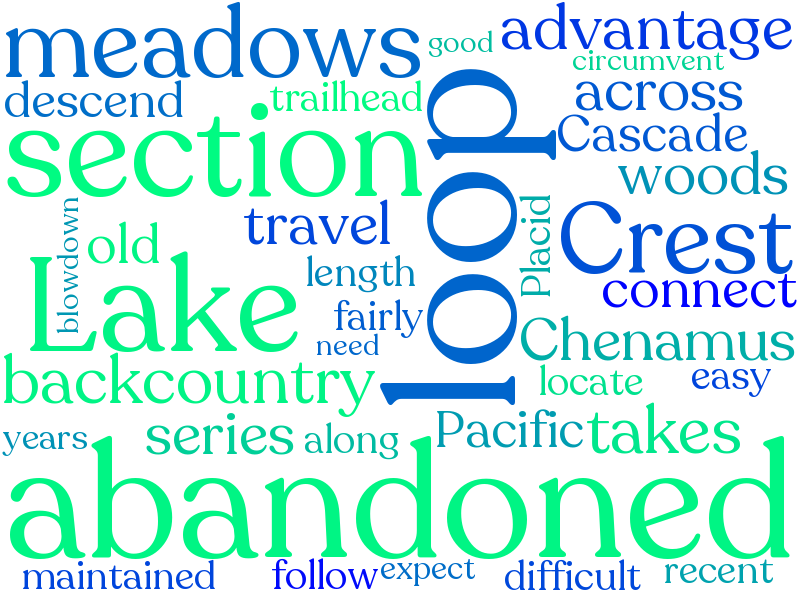 meadows
good
advantage
circumvent
descend
trailhead
across
section
loop
Cascade
woods
blowdown
old
travel
Placid
Crest
length
connect
Lake
fairly
need
Chenamus
backcountry
locate
easy
years
series
along
Pacific
takes
abandoned
maintained
follow
expect
difficult
recent